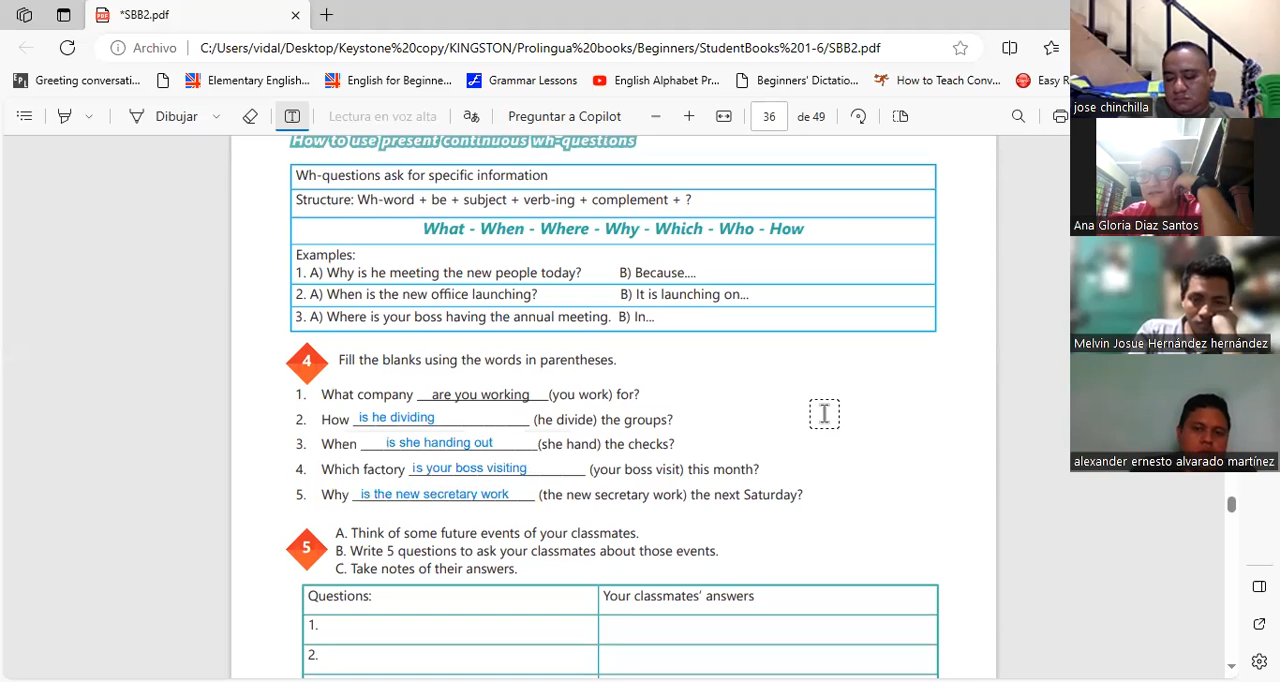 *SBB2.pdf
Archivo C:/Users/vidal/Desktop/Keystone%20copy/KINGSTON/Prolingua%20books/Beginners/StudentBooks%201-6/SBB2.pdf
Greeting conversati... Elementary English... English for Beginne... Grammar Lessons English Alphabet Pr... Beginners' Dictatio... How to Teach Conv... Easy R
Dibujar Lectura en voz alta aあ Preguntar a Copilot 36 de 49
How to use present continuous wh-questions
Wh-questions ask for specific information
Structure: Wh-word + be + subject + verb-ing + complement + ?
What - When - Where - Why - Which - Who - How
Examples:
1. A) Why is he meeting the new people today? B) Because....
2. A) When is the new office launching? B) It is launching on...
3. A) Where is your boss having the annual meeting. B) In...
4 Fill the blanks using the words in parentheses.
1. What company __are you working___(you work) for?
2. How is he dividing (he divide) the groups?
3. When is she handing out (she hand) the checks?
4. Which factory is your boss visiting (your boss visit) this month?
5. Why is the new secretary work (the new secretary work) the next Saturday?
5 A. Think of some future events of your classmates.
B. Write 5 questions to ask your classmates about those events.
C. Take notes of their answers.
Questions: Your classmates' answers
1.
2.
jose chinchilla
Ana Gloria Diaz Santos
Melvin Josue Hernández hernández
alexander ernesto alvarado martínez